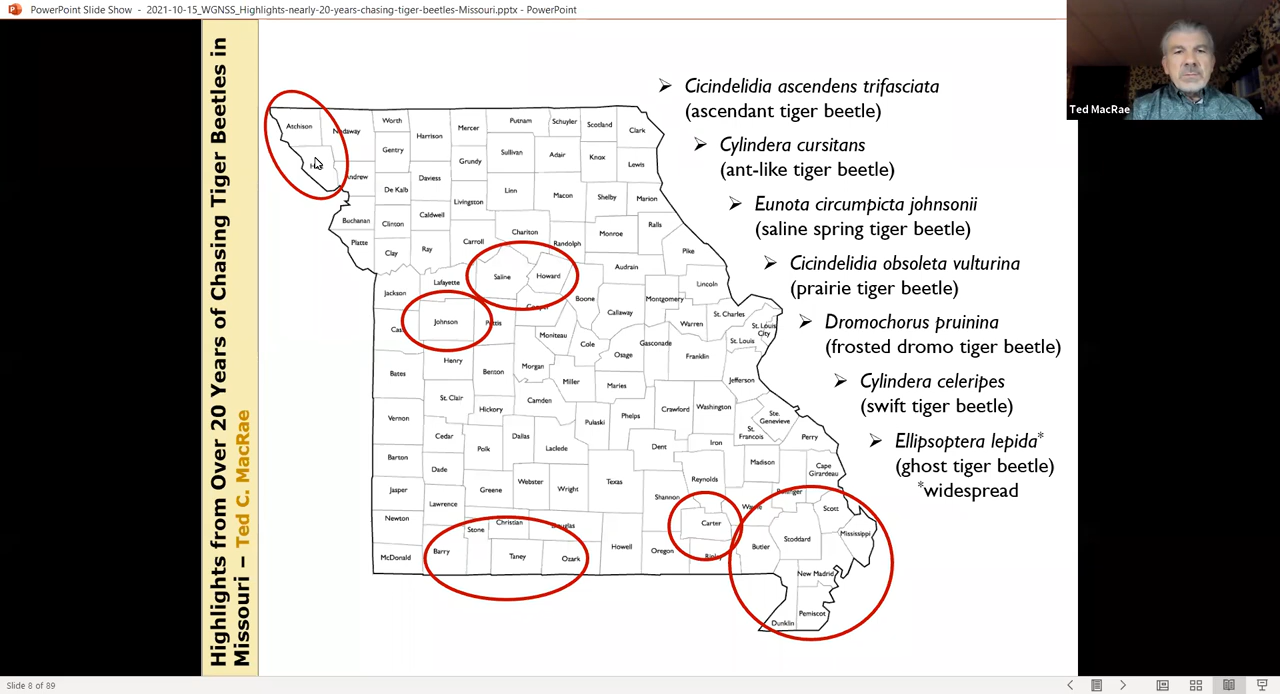 PowerPoint Slide Show - 2021-10-15_WGNSS_Highlights-nearly-20-years-chasing-tiger-beetles-Missouri.pptx - PowerPoint
Ted MacRae
Highlights from Over 20 Years of Chasing Tiger Beetles in
Missouri – Ted C. MacRae
➢ Cicindelidia ascendens trifasciata
(ascendant tiger beetle)
➢ Cylindera cursitans
(ant-like tiger beetle)
➢ Eunota circumpicta johnsonii
(saline spring tiger beetle)
➢ Cicindelidia obsoleta vulturina
(prairie tiger beetle)
➢ Dromochorus pruinina
(frosted dromo tiger beetle)
➢ Cylindera celeripes
(swift tiger beetle)
➢ Ellipsoptera lepida*
(ghost tiger beetle)
*widespread
Atchison
Worth
Putnam
Schuyler
Scotland
Clark
Harrison
Mercer
Gentry
Grundy
Sullivan
Adair
Knox
Lewis
De Kalb
Daviess
Linn
Macon
Shelby
Marion
Livingston
Buchanan
Clinton
Caldwell
Chariton
Randolph
Monroe
Ralls
Pike
Platte
Clay
Ray
Carroll
Saline
Howard
Audrain
Lincoln
Lafayette
Jackson
Boone
Callaway
Montgomery
Warren
St. Charles
St. Louis
City
St. Louis
Johnson
Moniteau
Cole
Osage
Gasconade
Franklin
Jefferson
Henry
Bates
Benton
Morgan
Miller
Maries
St. Clair
Camden
Hickory
Pulaski
Phelps
Crawford
Washington
Ste.
Genevieve
St.
Francois
Perry
Vernon
Cedar
Polk
Dallas
Laclede
Dent
Iron
Madison
Cape
Girardeau
Barton
Dade
Jasper
Lawrence
Greene
Webster
Wright
Texas
Shannon
Reynolds
Scott
Mississippi
Newton
Stone
Christian
Carter
Butler
Stoddard
McDonald
Barry
Taney
Ozark
Howell
Oregon
New Madrid
Pemiscot
Dunklin
Slide 8 of 89